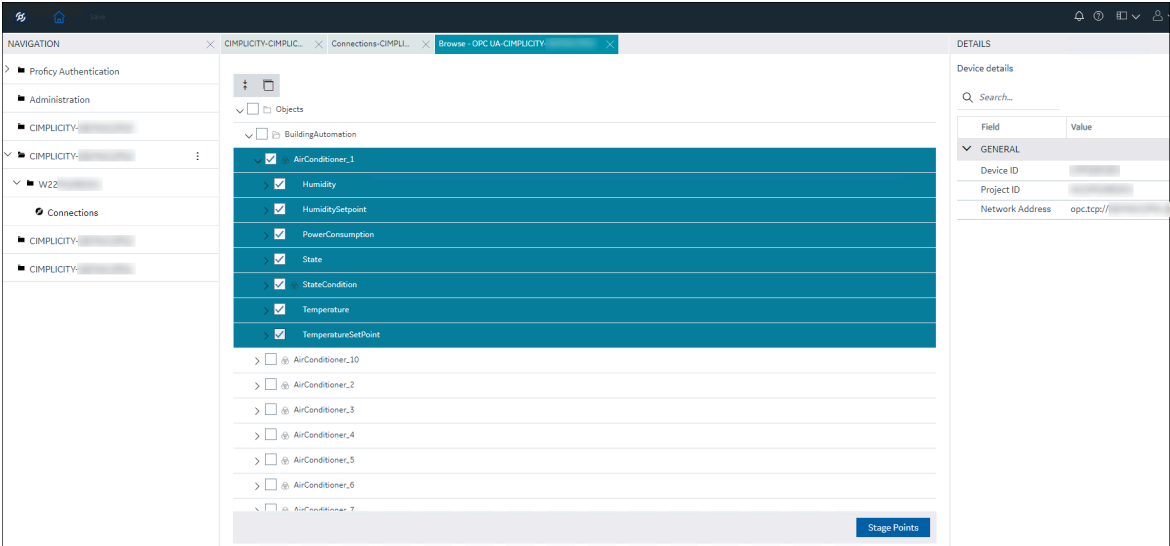 Save
NAVIGATION
CIMPLICITY-CIMPLIC...
Connections-CIMPLI...
Browse - OPC UA-CIMPLICITY-
DETAILS
Proficy Authentication
Administration
CIMPLICITY-
CIMPLICITY-
W22
Connections
CIMPLICITY-
CIMPLICITY-
Objects
BuildingAutomation
AirConditioner_1
Humidity
HumiditySetpoint
PowerConsumption
State
StateCondition
Temperature
TemperatureSetPoint
AirConditioner_10
AirConditioner_2
AirConditioner_3
AirConditioner_4
AirConditioner_5
AirConditioner_6
AirConditioner_7
Stage Points
Device details
Search...
Field Value
GENERAL
Device ID
Project ID
Network Address opc.tcp://